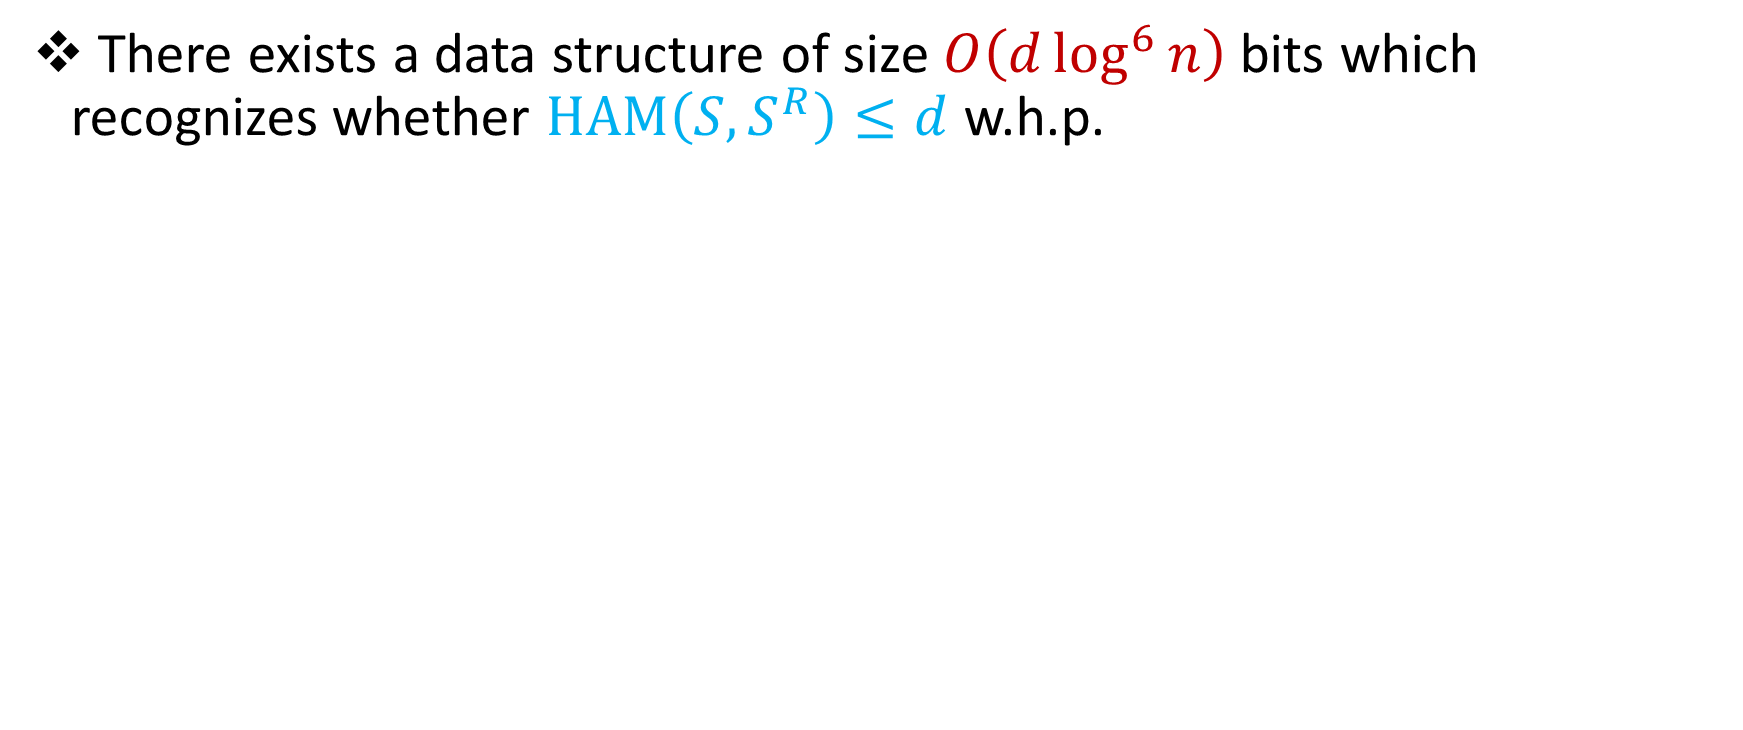 ❖ There exists a data structure of size 𝑂(𝑑 log⁶ 𝑛) bits which
recognizes whether HAM(𝑆, 𝑆ᴿ) ≤ 𝑑 w.h.p.